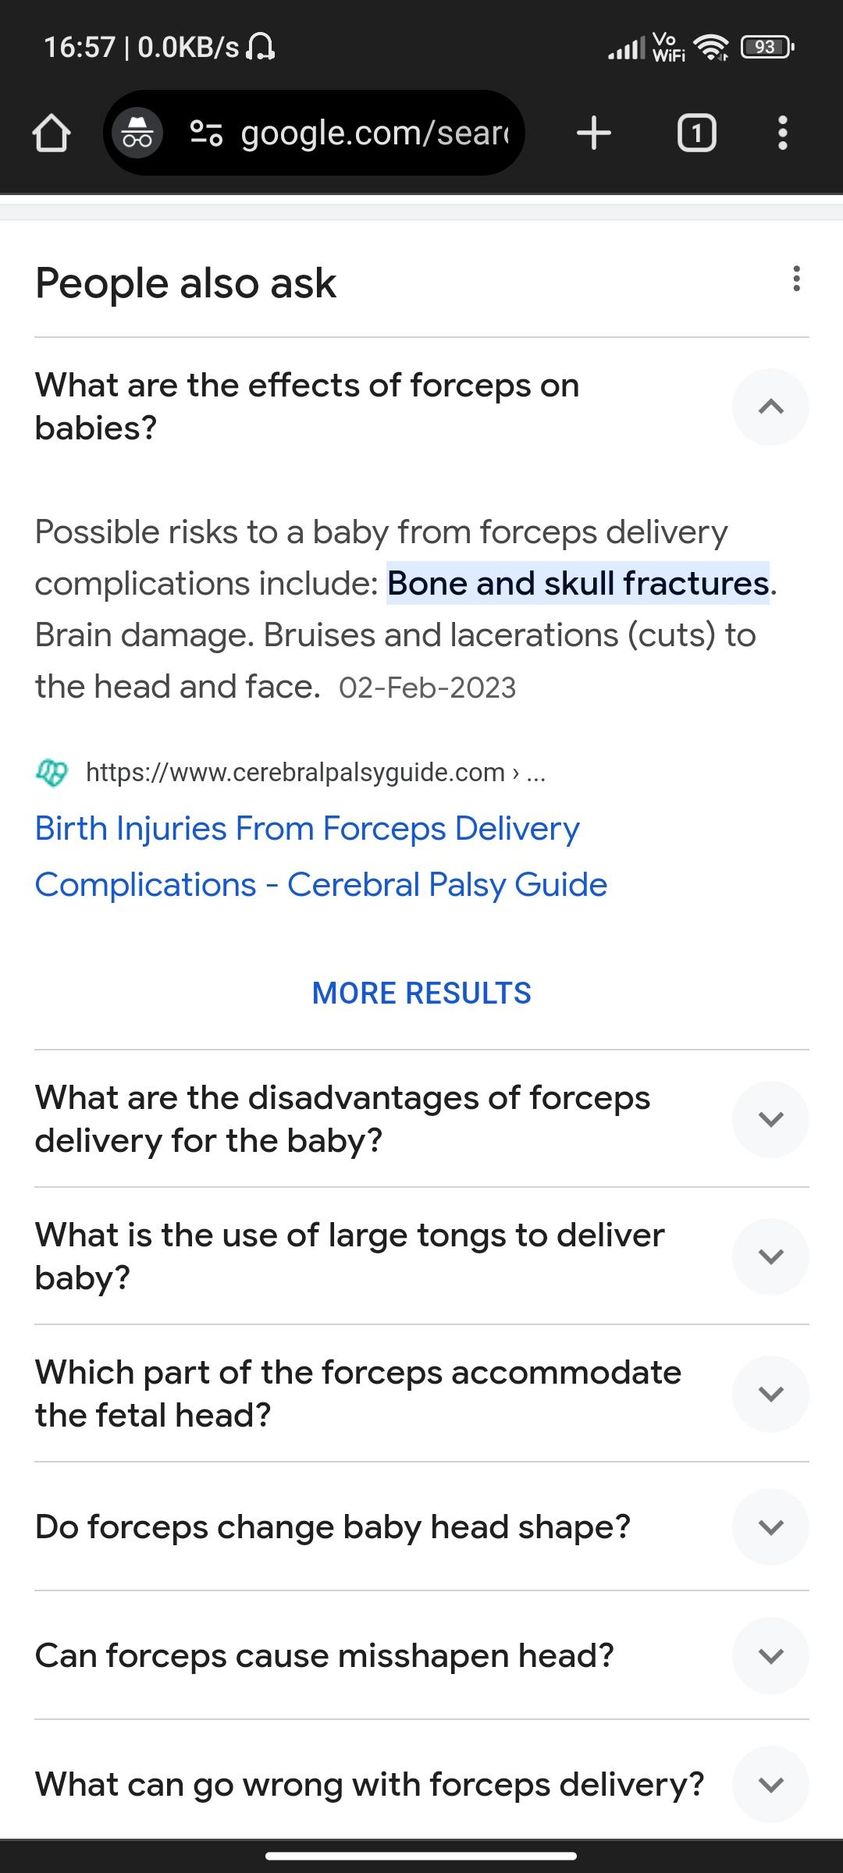 16:57 | 0.0KB/s
Vo
WiFi
93
google.com/sear
1
People also ask
What are the effects of forceps on
babies?
Possible risks to a baby from forceps delivery
complications include: Bone and skull fractures.
Brain damage. Bruises and lacerations (cuts) to
the head and face. 02-Feb-2023
https://www.cerebralpalsyguide.com › ...
Birth Injuries From Forceps Delivery
Complications - Cerebral Palsy Guide
MORE RESULTS
What are the disadvantages of forceps
delivery for the baby?
What is the use of large tongs to deliver
baby?
Which part of the forceps accommodate
the fetal head?
Do forceps change baby head shape?
Can forceps cause misshapen head?
What can go wrong with forceps delivery?